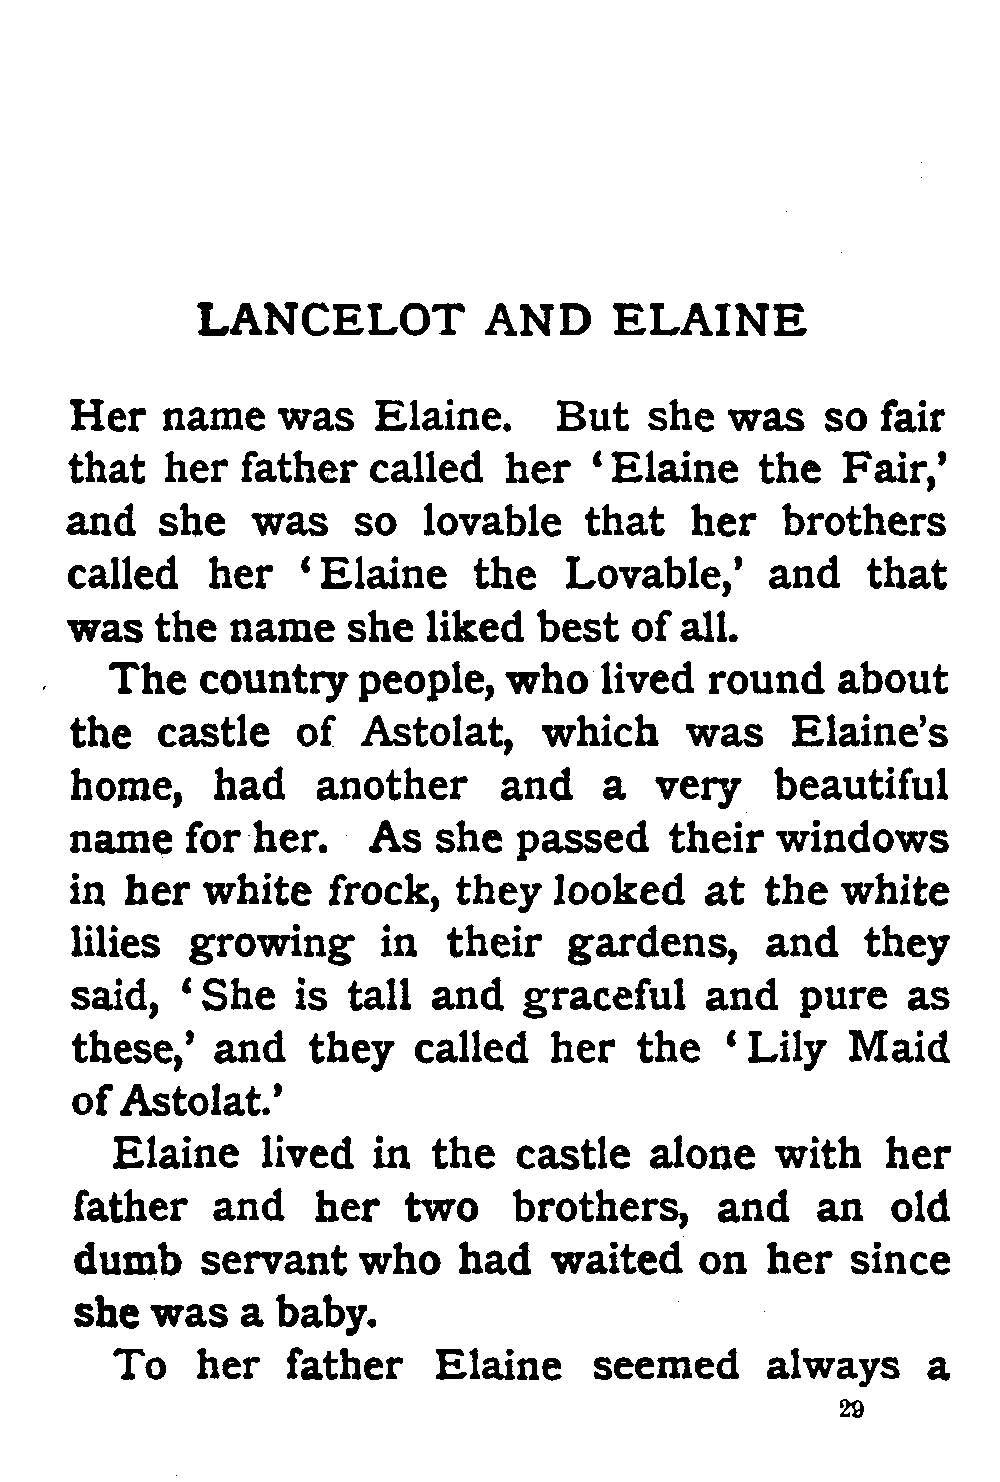 LANCELOT AND ELAINE
Her name was Elaine. But she was so fair
that her father called her ‘Elaine the Fair,’
and she was so lovable that her brothers
called her ‘Elaine the Lovable,’ and that
was the name she liked best of all.
The country people, who lived round about
the castle of Astolat, which was Elaine’s
home, had another and a very beautiful
name for her. As she passed their windows
in her white frock, they looked at the white
lilies growing in their gardens, and they
said, ‘She is tall and graceful and pure as
these,’ and they called her the ‘Lily Maid
of Astolat.’
Elaine lived in the castle alone with her
father and her two brothers, and an old
dumb servant who had waited on her since
she was a baby.
To her father Elaine seemed always a
29